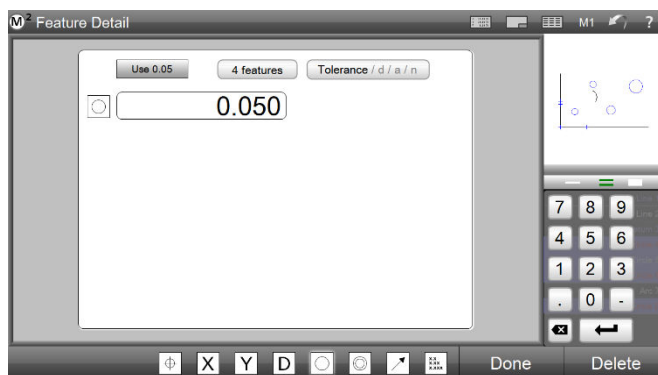 M² Feature Detail
M1 ?
Use 0.05 4 features Tolerance / d / a / n
0.050
7 8 9
4 5 6
1 2 3
. 0 -
X Y D
Done Delete